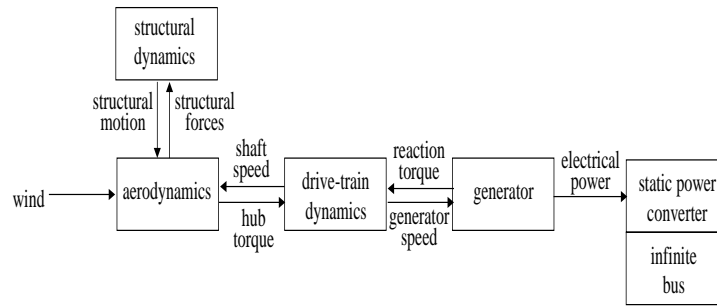 structural
dynamics
structural
motion
structural
forces
wind
aerodynamics
shaft
speed
hub
torque
drive-train
dynamics
reaction
torque
generator
speed
generator
electrical
power
static power
converter
infinite
bus